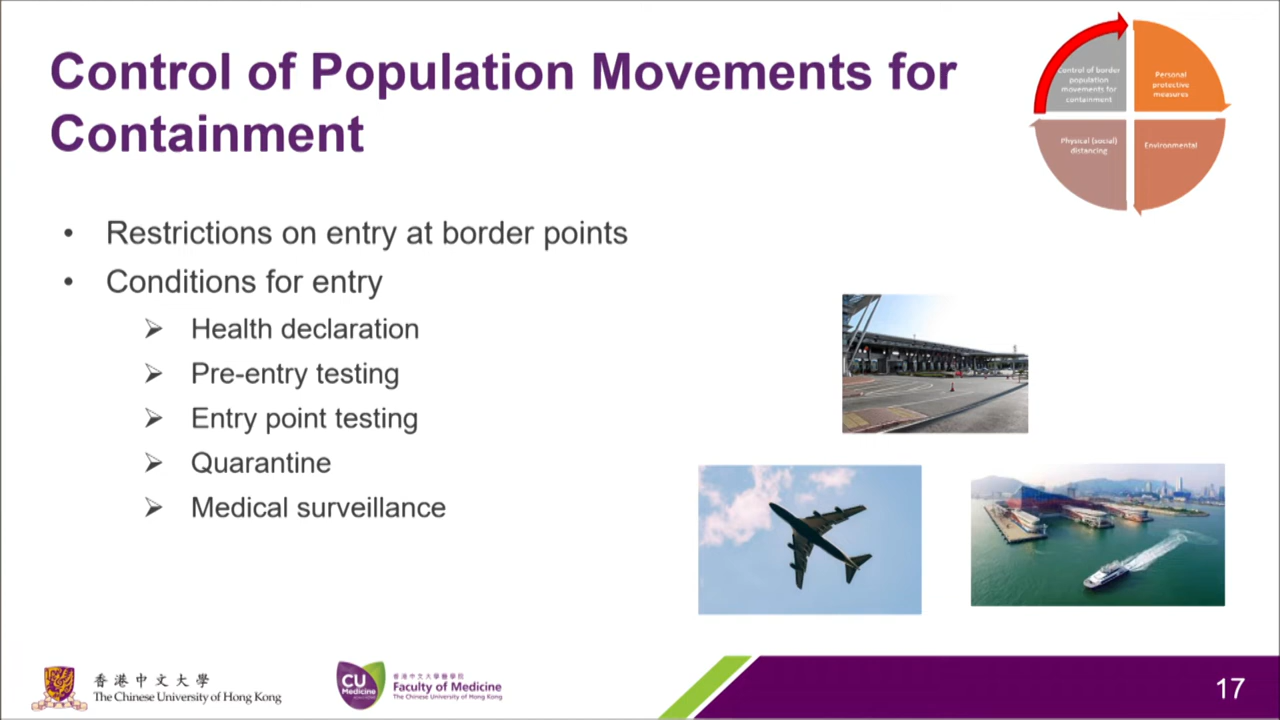 Control of Population Movements for
Containment
Control of border
population
movements for
containment
Personal
protective
measures
Physical (social)
distancing
Environmental
• Restrictions on entry at border points
• Conditions for entry
➢ Health declaration
➢ Pre-entry testing
➢ Entry point testing
➢ Quarantine
➢ Medical surveillance
香港中文大學
The Chinese University of Hong Kong
CU
Medicine
香港中文大學醫學院
Faculty of Medicine
The Chinese University of Hong Kong
17